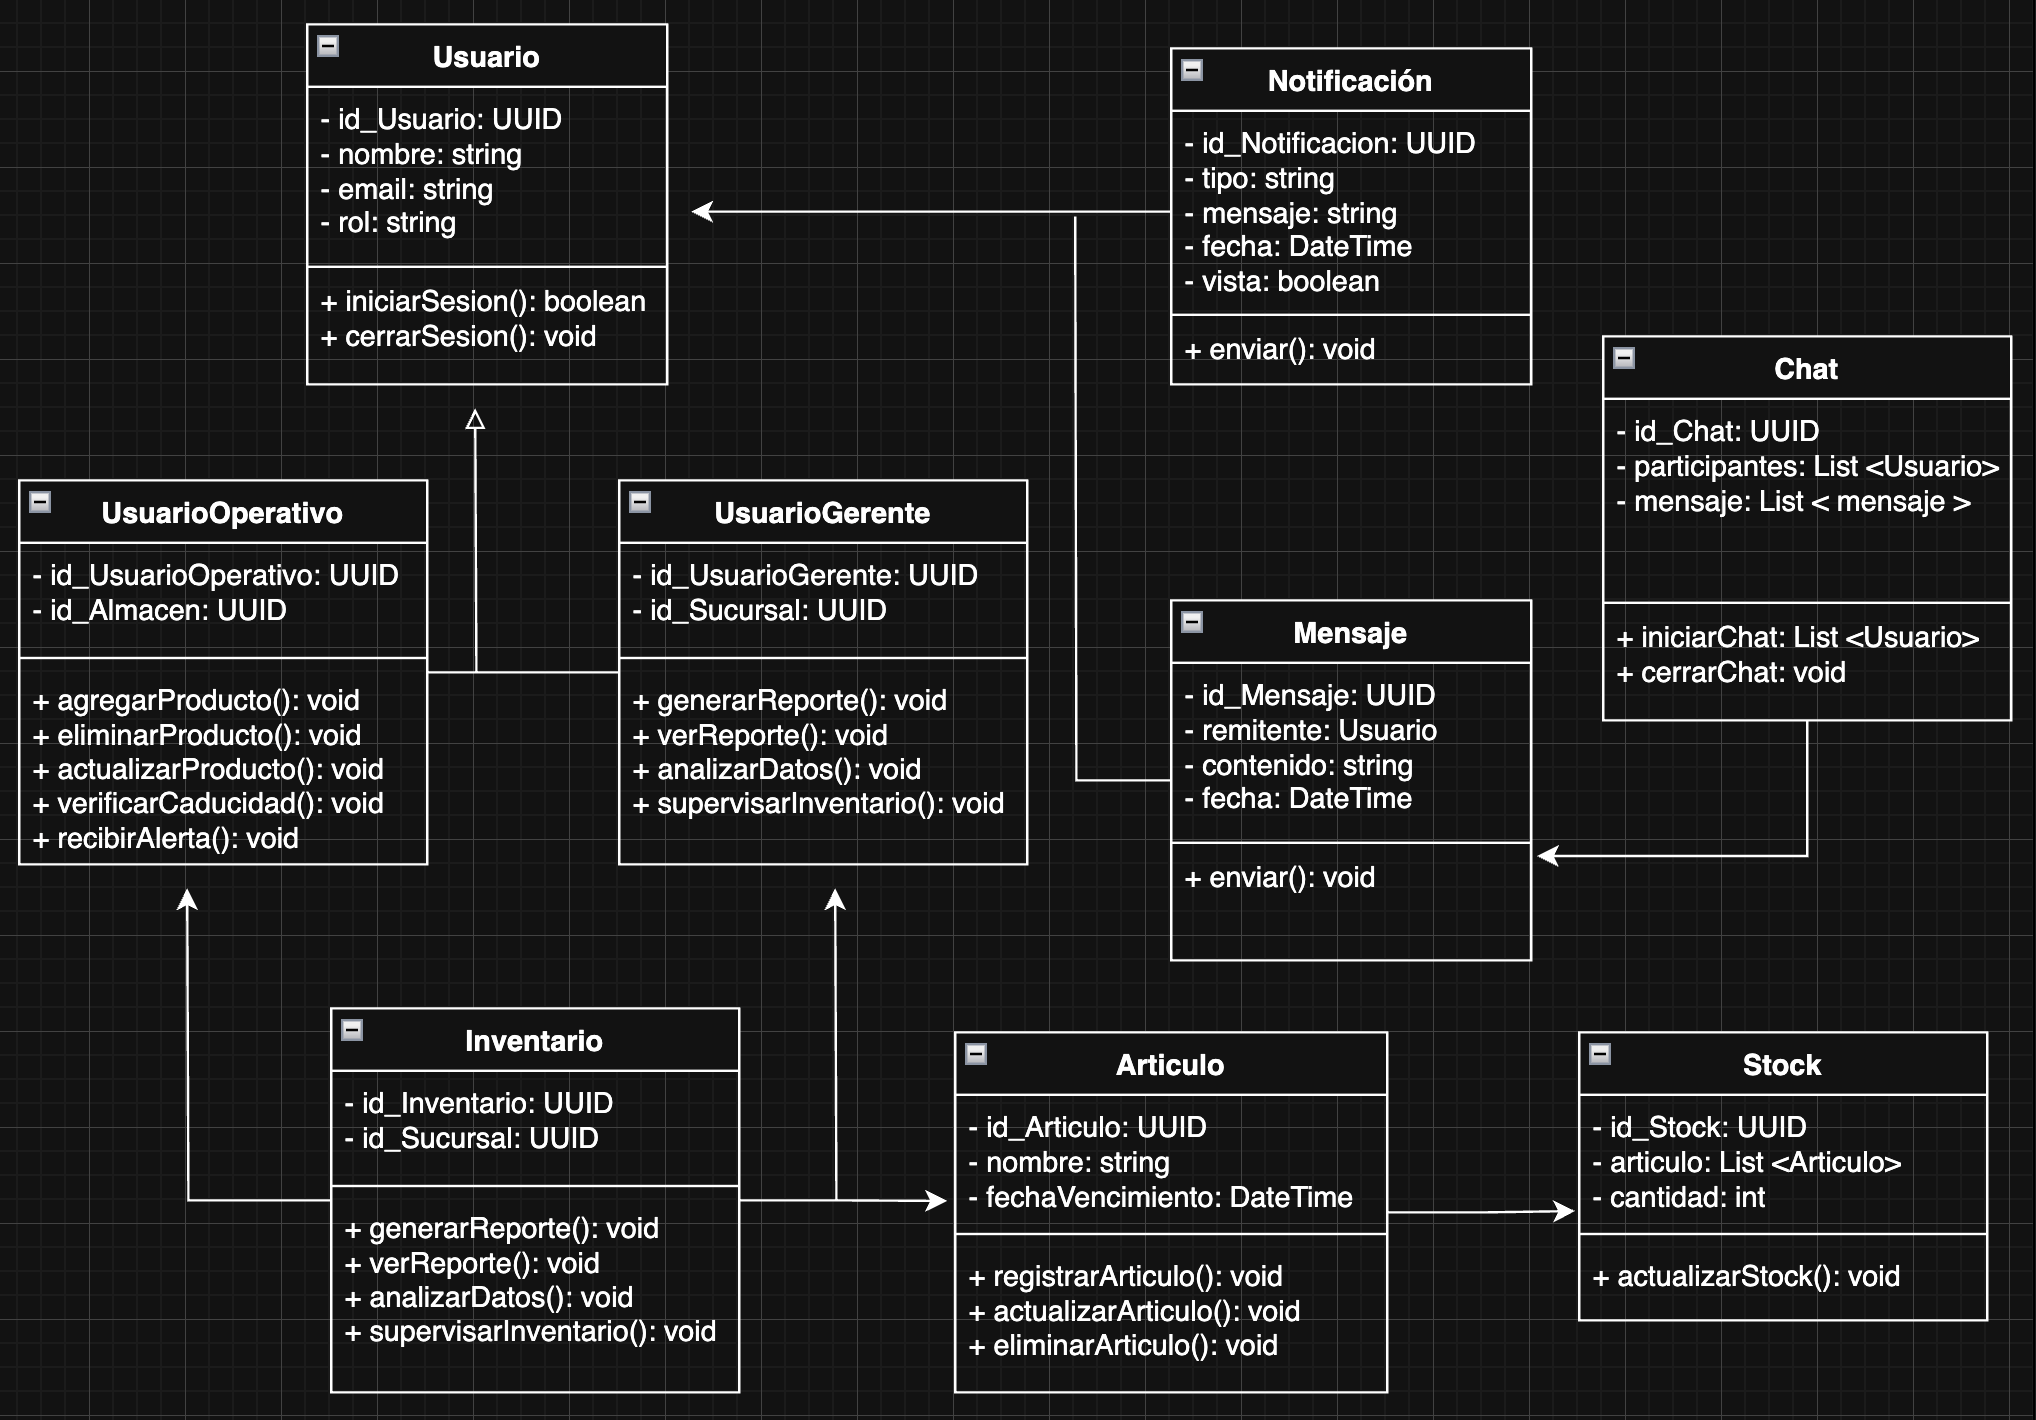 Usuario
- id_Usuario: UUID
- nombre: string
- email: string
- rol: string
+ iniciarSesion(): boolean
+ cerrarSesion(): void
Notificación
- id_Notificacion: UUID
- tipo: string
- mensaje: string
- fecha: DateTime
- vista: boolean
+ enviar(): void
Chat
- id_Chat: UUID
- participantes: List <Usuario>
- mensaje: List < mensaje >
+ iniciarChat: List <Usuario>
+ cerrarChat: void
UsuarioOperativo
- id_UsuarioOperativo: UUID
- id_Almacen: UUID
+ agregarProducto(): void
+ eliminarProducto(): void
+ actualizarProducto(): void
+ verificarCaducidad(): void
+ recibirAlerta(): void
UsuarioGerente
- id_UsuarioGerente: UUID
- id_Sucursal: UUID
+ generarReporte(): void
+ verReporte(): void
+ analizarDatos(): void
+ supervisarInventario(): void
Mensaje
- id_Mensaje: UUID
- remitente: Usuario
- contenido: string
- fecha: DateTime
+ enviar(): void
Inventario
- id_Inventario: UUID
- id_Sucursal: UUID
+ generarReporte(): void
+ verReporte(): void
+ analizarDatos(): void
+ supervisarInventario(): void
Articulo
- id_Articulo: UUID
- nombre: string
- fechaVencimiento: DateTime
+ registrarArticulo(): void
+ actualizarArticulo(): void
+ eliminarArticulo(): void
Stock
- id_Stock: UUID
- articulo: List <Articulo>
- cantidad: int
+ actualizarStock(): void